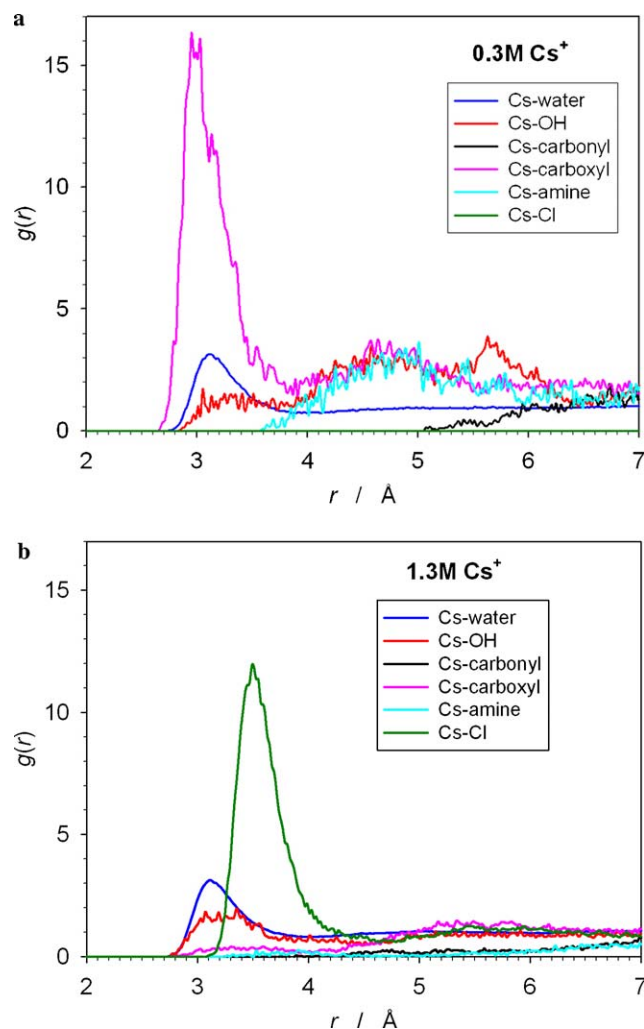 a
0.3M Cs⁺
Cs-water
Cs-OH
Cs-carbonyl
Cs-carboxyl
Cs-amine
Cs-Cl
15
10
5
0
g(r)
2 3 4 5 6 7
r / Å
b
1.3M Cs⁺
Cs-water
Cs-OH
Cs-carbonyl
Cs-carboxyl
Cs-amine
Cs-Cl
15
10
5
0
g(r)
2 3 4 5 6 7
r / Å